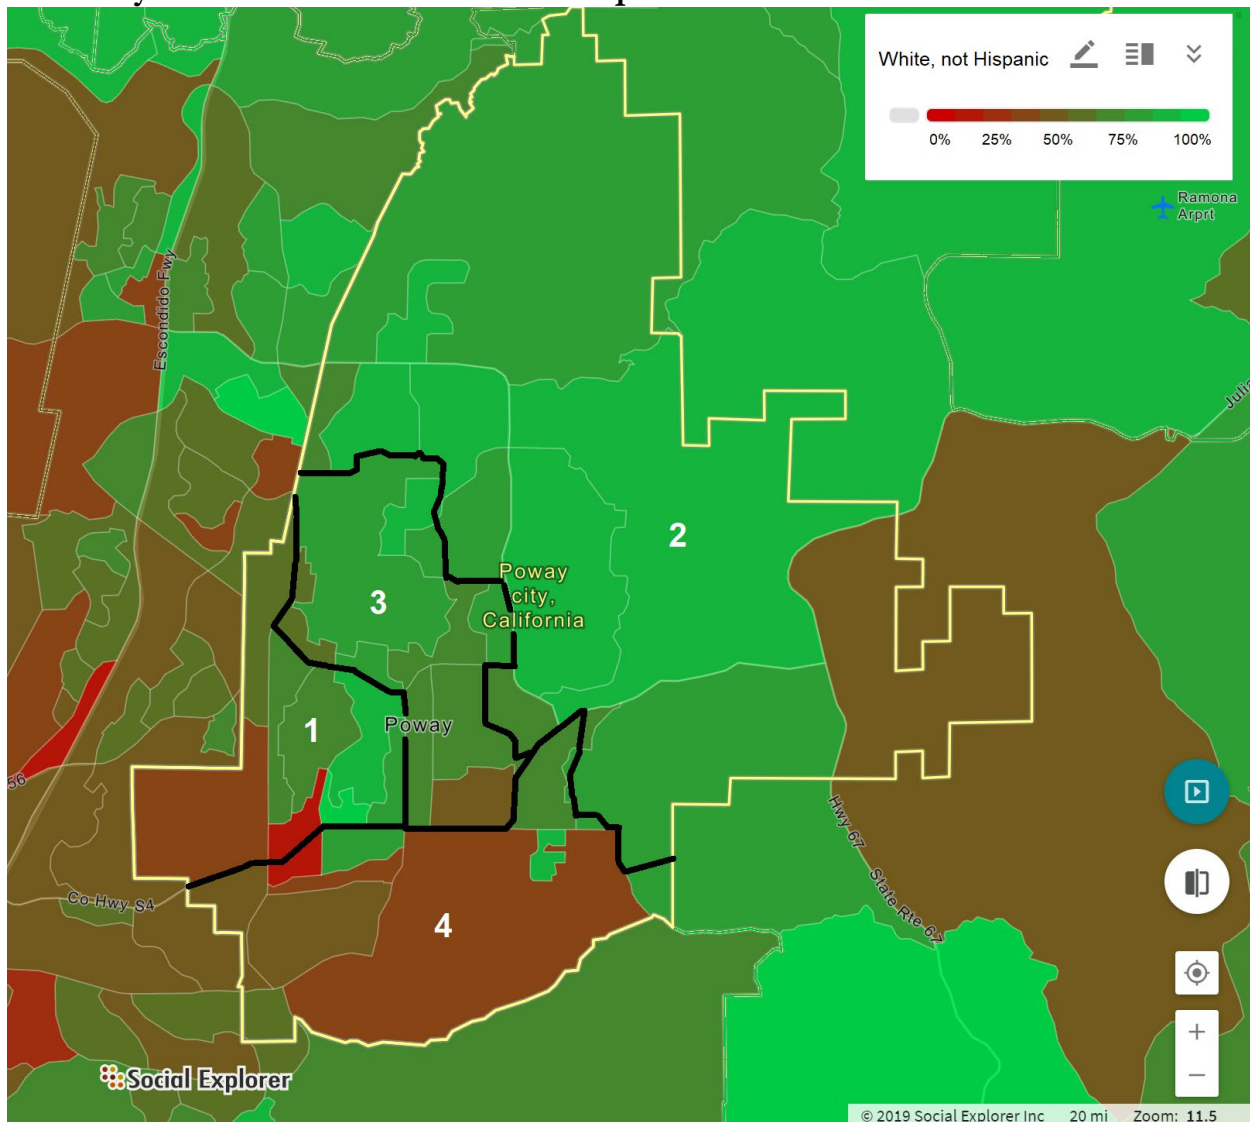 White, not Hispanic
0% 25% 50% 75% 100%
Ramona
Arprt
Escondido Fwy
2
Poway
city,
California
3
1
Poway
56
Hwy 67
State Rte 67
Co Hwy S4
4
Social Explorer
© 2019 Social Explorer Inc 20 mi Zoom: 11.5